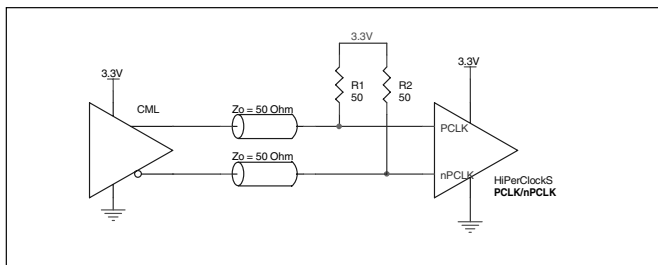 3.3V
3.3V
R1
50
R2
50
3.3V
CML
Zo = 50 Ohm
PCLK
Zo = 50 Ohm
nPCLK
HiPerClockS
PCLK/nPCLK